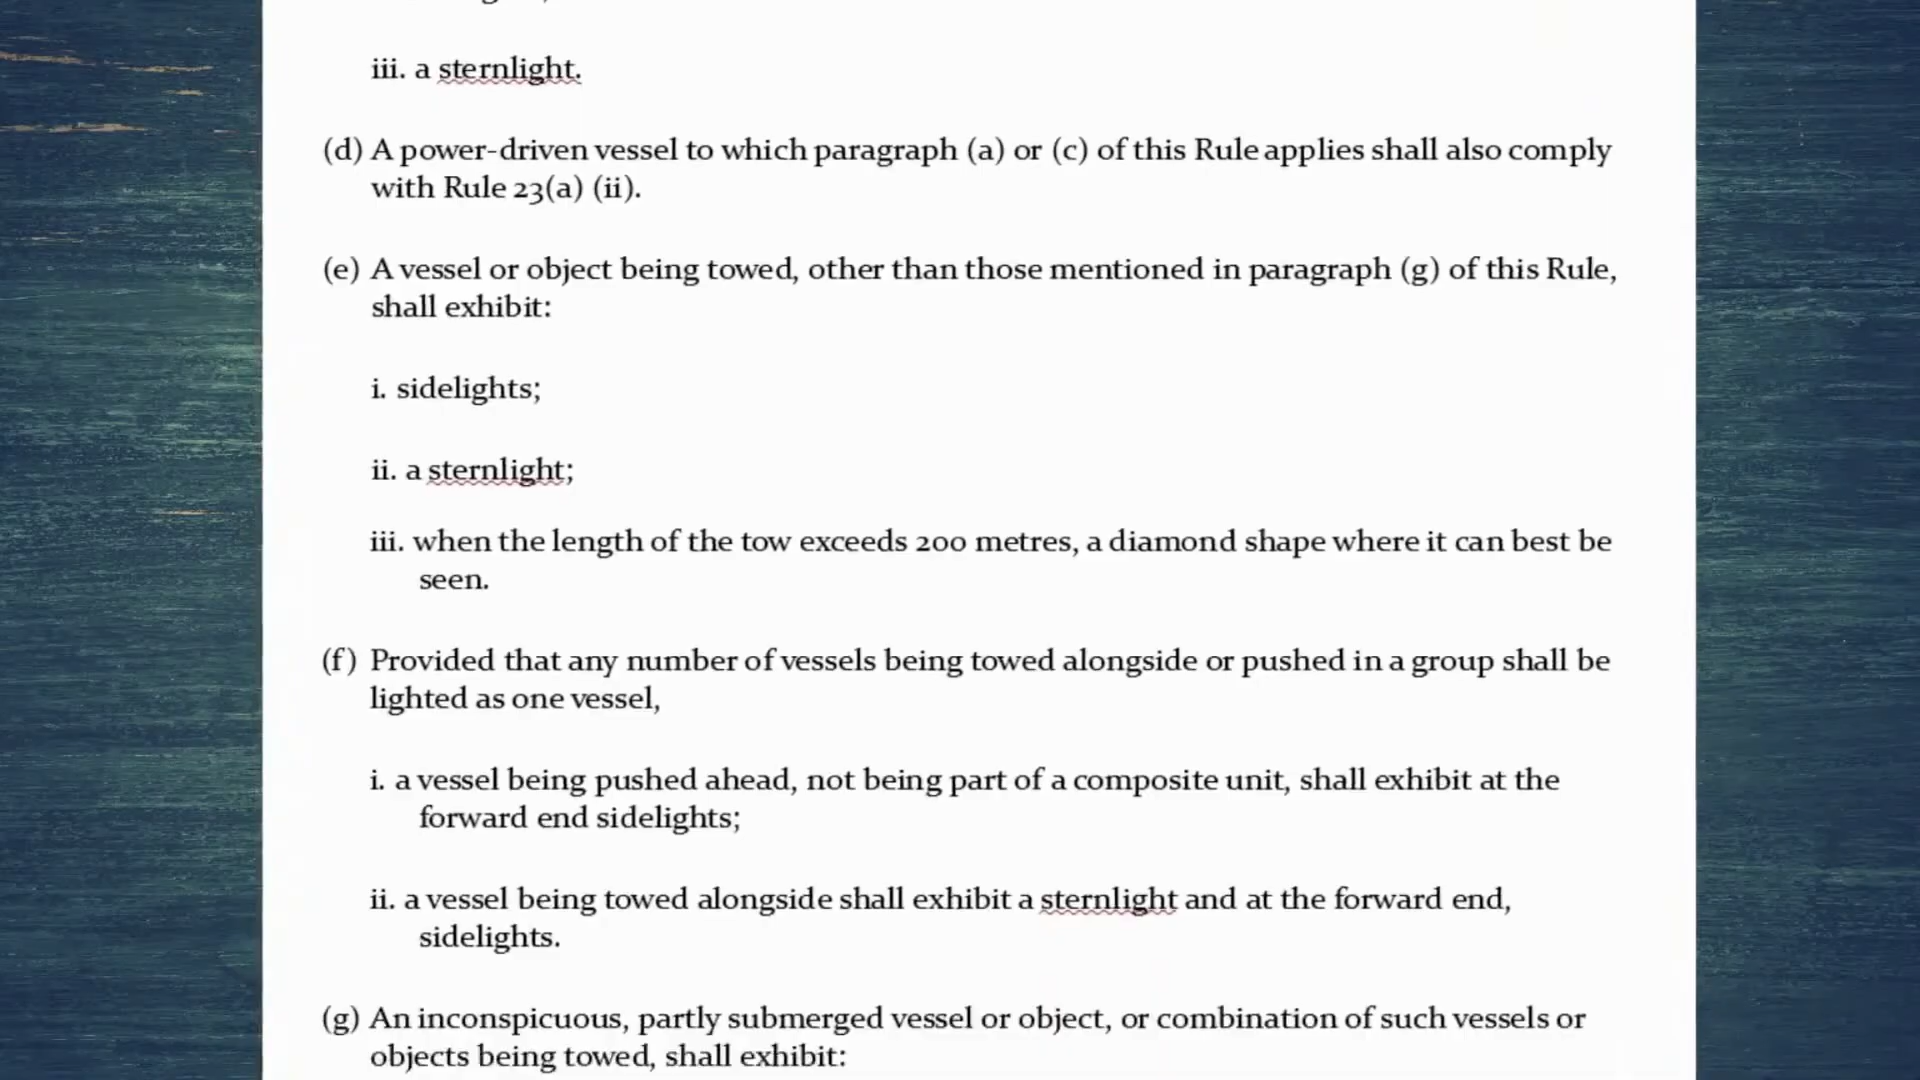 iii. a sternlight.
(d) A power-driven vessel to which paragraph (a) or (c) of this Rule applies shall also comply
with Rule 23(a) (ii).
(e) A vessel or object being towed, other than those mentioned in paragraph (g) of this Rule,
shall exhibit:
i. sidelights;
ii. a sternlight;
iii. when the length of the tow exceeds 200 metres, a diamond shape where it can best be
seen.
(f) Provided that any number of vessels being towed alongside or pushed in a group shall be
lighted as one vessel,
i. a vessel being pushed ahead, not being part of a composite unit, shall exhibit at the
forward end sidelights;
ii. a vessel being towed alongside shall exhibit a sternlight and at the forward end,
sidelights.
(g) An inconspicuous, partly submerged vessel or object, or combination of such vessels or
objects being towed, shall exhibit: